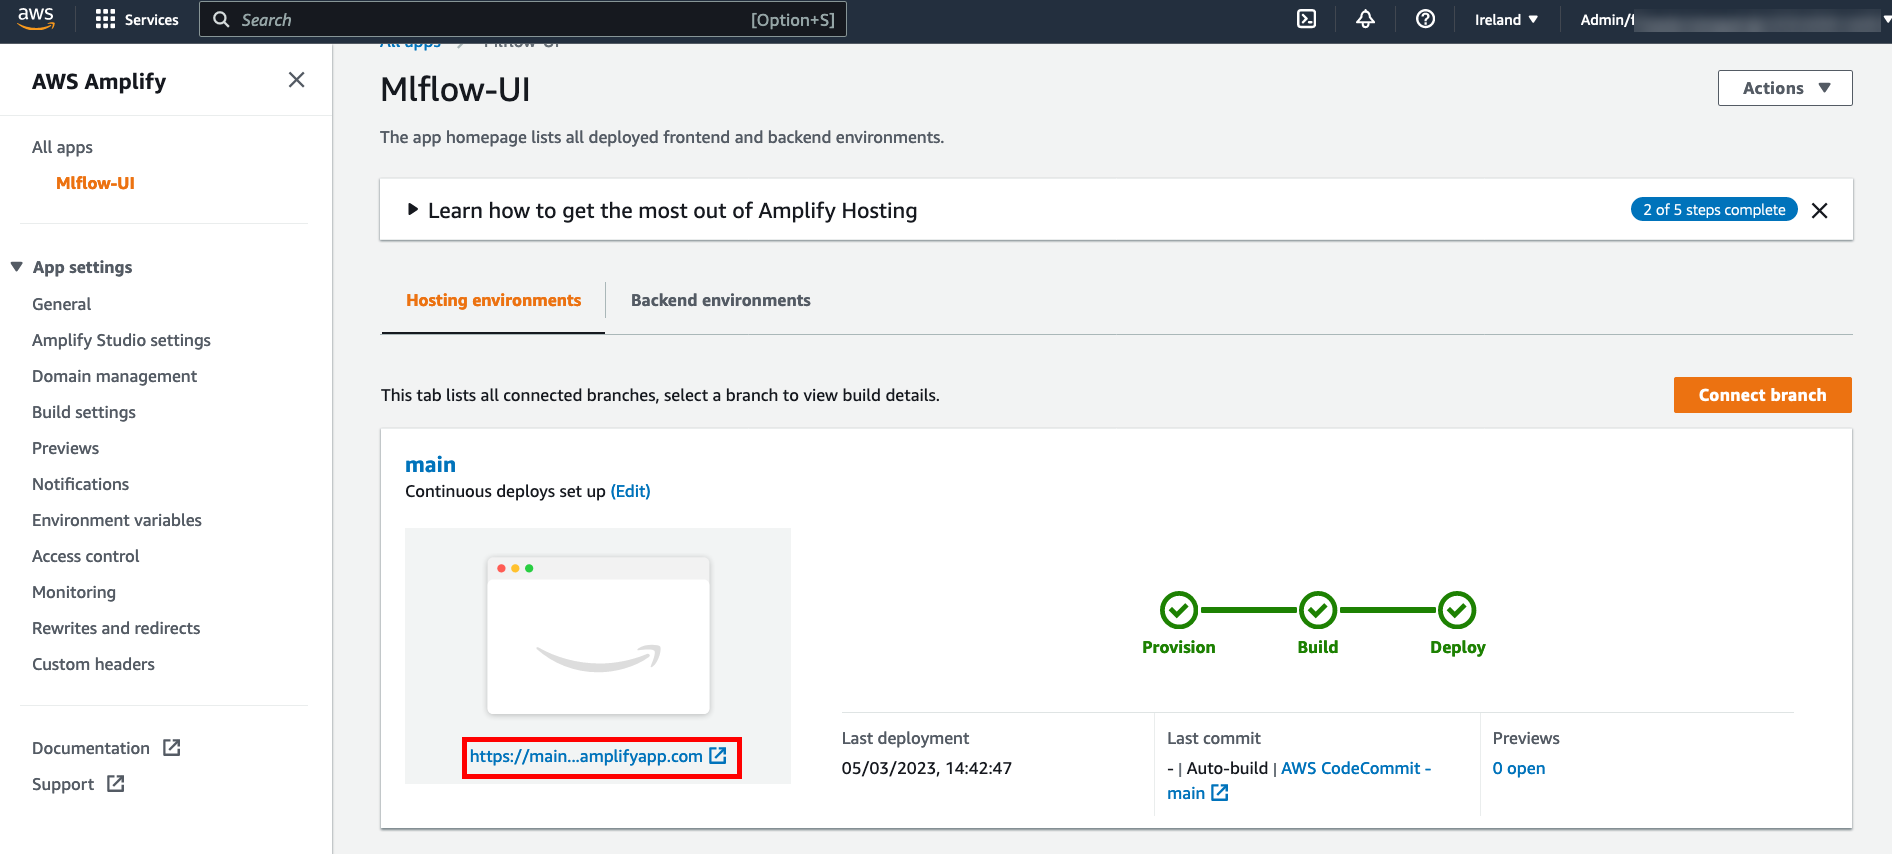 aws
Services
Search
[Option+S]
Ireland
Admin/
All apps
Mlflow-UI
AWS Amplify
All apps
Mlflow-UI
App settings
General
Amplify Studio settings
Domain management
Build settings
Previews
Notifications
Environment variables
Access control
Monitoring
Rewrites and redirects
Custom headers
Documentation
Support
Mlflow-UI
Actions
The app homepage lists all deployed frontend and backend environments.
Learn how to get the most out of Amplify Hosting
2 of 5 steps complete
Hosting environments
Backend environments
This tab lists all connected branches, select a branch to view build details.
Connect branch
main
Continuous deploys set up (Edit)
https://main...amplifyapp.com
Provision
Build
Deploy
Last deployment
05/03/2023, 14:42:47
Last commit
- | Auto-build | AWS CodeCommit -
main
Previews
0 open